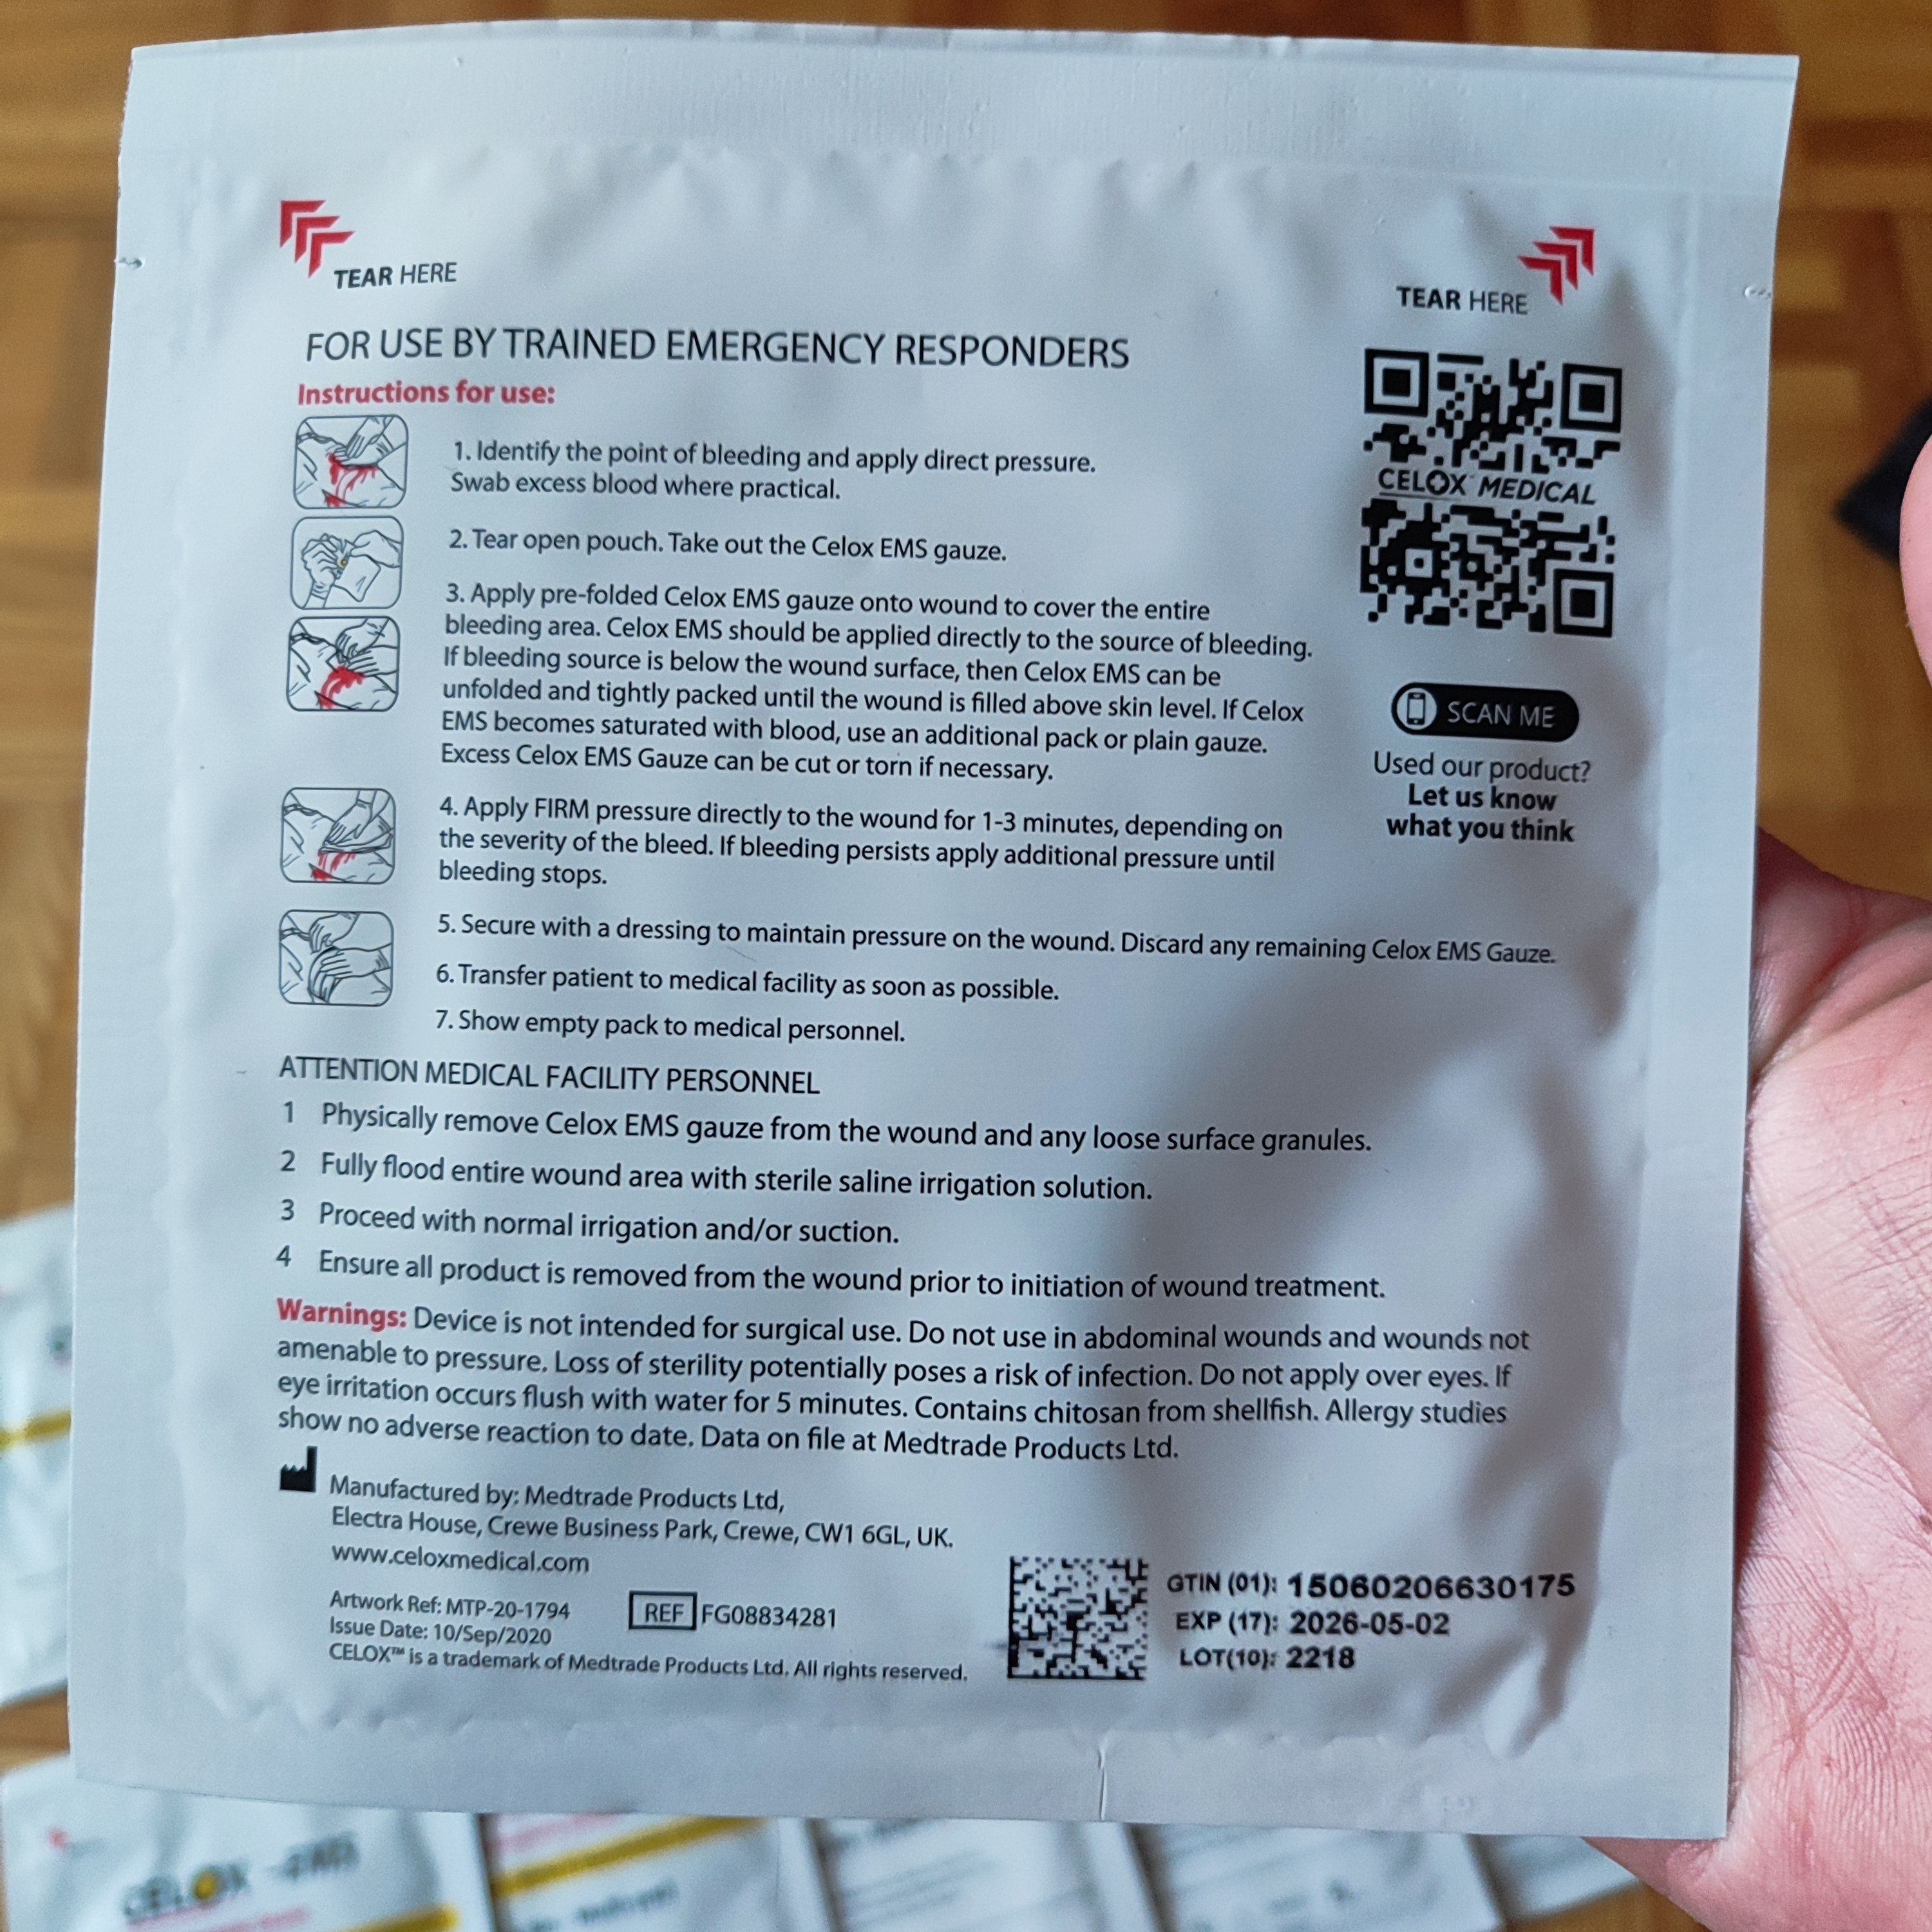 TEAR HERE
TEAR HERE
FOR USE BY TRAINED EMERGENCY RESPONDERS
Instructions for use:
1. Identify the point of bleeding and apply direct pressure.
Swab excess blood where practical.
2. Tear open pouch. Take out the Celox EMS gauze.
3. Apply pre-folded Celox EMS gauze onto wound to cover the entire
bleeding area. Celox EMS should be applied directly to the source of bleeding.
If bleeding source is below the wound surface, then Celox EMS can be
unfolded and tightly packed until the wound is filled above skin level. If Celox
EMS becomes saturated with blood, use an additional pack or plain gauze.
Excess Celox EMS Gauze can be cut or torn if necessary.
4. Apply FIRM pressure directly to the wound for 1-3 minutes, depending on
the severity of the bleed. If bleeding persists apply additional pressure until
bleeding stops.
5. Secure with a dressing to maintain pressure on the wound. Discard any remaining Celox EMS Gauze.
6. Transfer patient to medical facility as soon as possible.
7. Show empty pack to medical personnel.
CELOX™ MEDICAL
SCAN ME
Used our product?
Let us know
what you think
ATTENTION MEDICAL FACILITY PERSONNEL
1 Physically remove Celox EMS gauze from the wound and any loose surface granules.
2 Fully flood entire wound area with sterile saline irrigation solution.
3 Proceed with normal irrigation and/or suction.
4 Ensure all product is removed from the wound prior to initiation of wound treatment.
Warnings: Device is not intended for surgical use. Do not use in abdominal wounds and wounds not
amenable to pressure. Loss of sterility potentially poses a risk of infection. Do not apply over eyes. If
eye irritation occurs flush with water for 5 minutes. Contains chitosan from shellfish. Allergy studies
show no adverse reaction to date. Data on file at Medtrade Products Ltd.
Manufactured by: Medtrade Products Ltd,
Electra House, Crewe Business Park, Crewe, CW1 6GL, UK.
www.celoxmedical.com
Artwork Ref: MTP-20-1794
Issue Date: 10/Sep/2020
REF FG08834281
CELOX™ is a trademark of Medtrade Products Ltd. All rights reserved.
GTIN (01): 15060206630175
EXP (17): 2026-05-02
LOT(10): 2218
CELOX